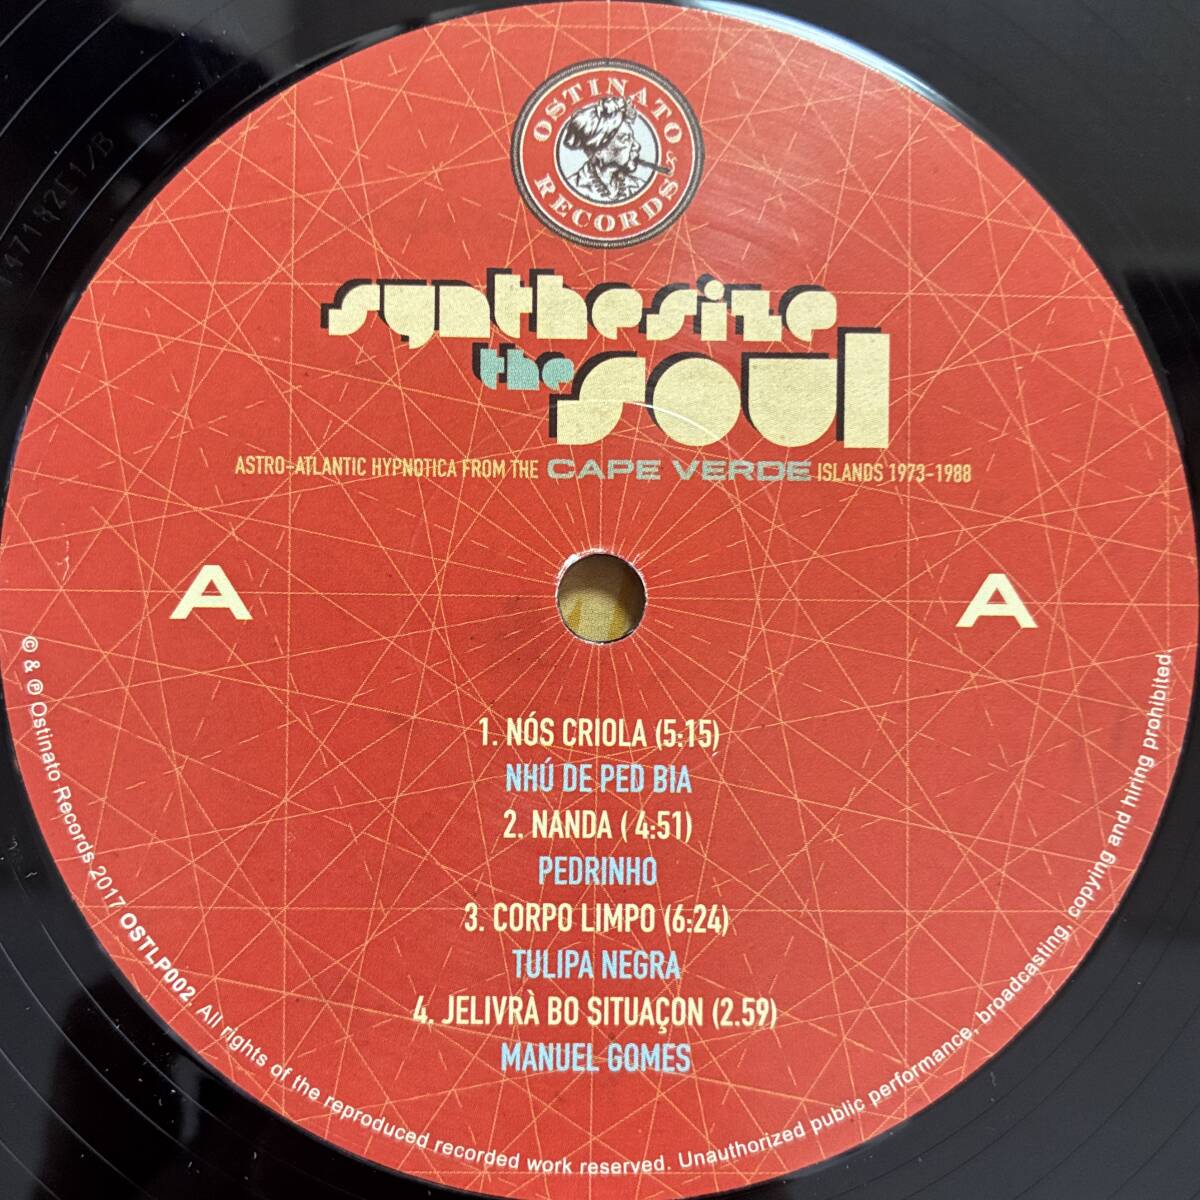 OSTINATO RECORDS
synthesize
the SOUL
ASTRO-ATLANTIC HYPNOTICA FROM THE CAPE VERDE ISLANDS 1973-1988
A A
1. NÓS CRIOLA (5:15)
NHÚ DE PED BIA
2. NANDA ( 4:51)
PEDRINHO
3. CORPO LIMPO (6:24)
TULIPA NEGRA
4. JELIVRÀ BO SITUAÇON (2.59)
MANUEL GOMES
© & ℗ Ostinato Records 2017 OSTLP002. All rights of the reproduced recorded work reserved. Unauthorized public performance, broadcasting, copying and hiring prohibited.